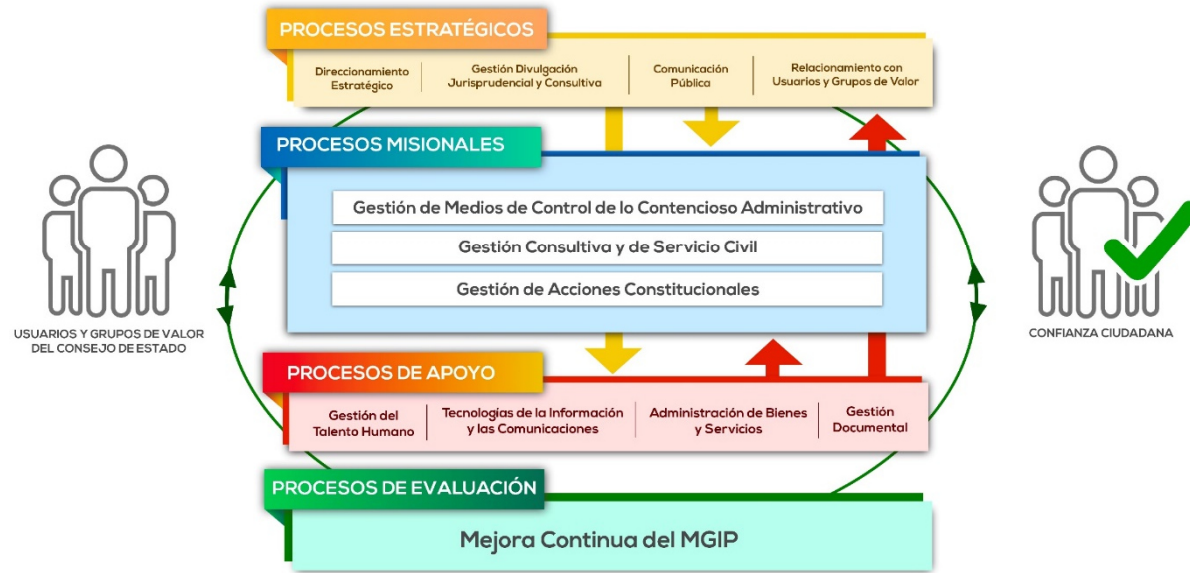 PROCESOS ESTRATÉGICOS
Direccionamiento
Estratégico
Gestión Divulgación
Jurisprudencial y Consultiva
Comunicación
Pública
Relacionamiento con
Usuarios y Grupos de Valor
PROCESOS MISIONALES
Gestión de Medios de Control de lo Contencioso Administrativo
Gestión Consultiva y de Servicio Civil
Gestión de Acciones Constitucionales
USUARIOS Y GRUPOS DE VALOR
DEL CONSEJO DE ESTADO
CONFIANZA CIUDADANA
PROCESOS DE APOYO
Gestión del
Talento Humano
Tecnologías de la Información
y las Comunicaciones
Administración de Bienes
y Servicios
Gestión
Documental
PROCESOS DE EVALUACIÓN
Mejora Continua del MGIP